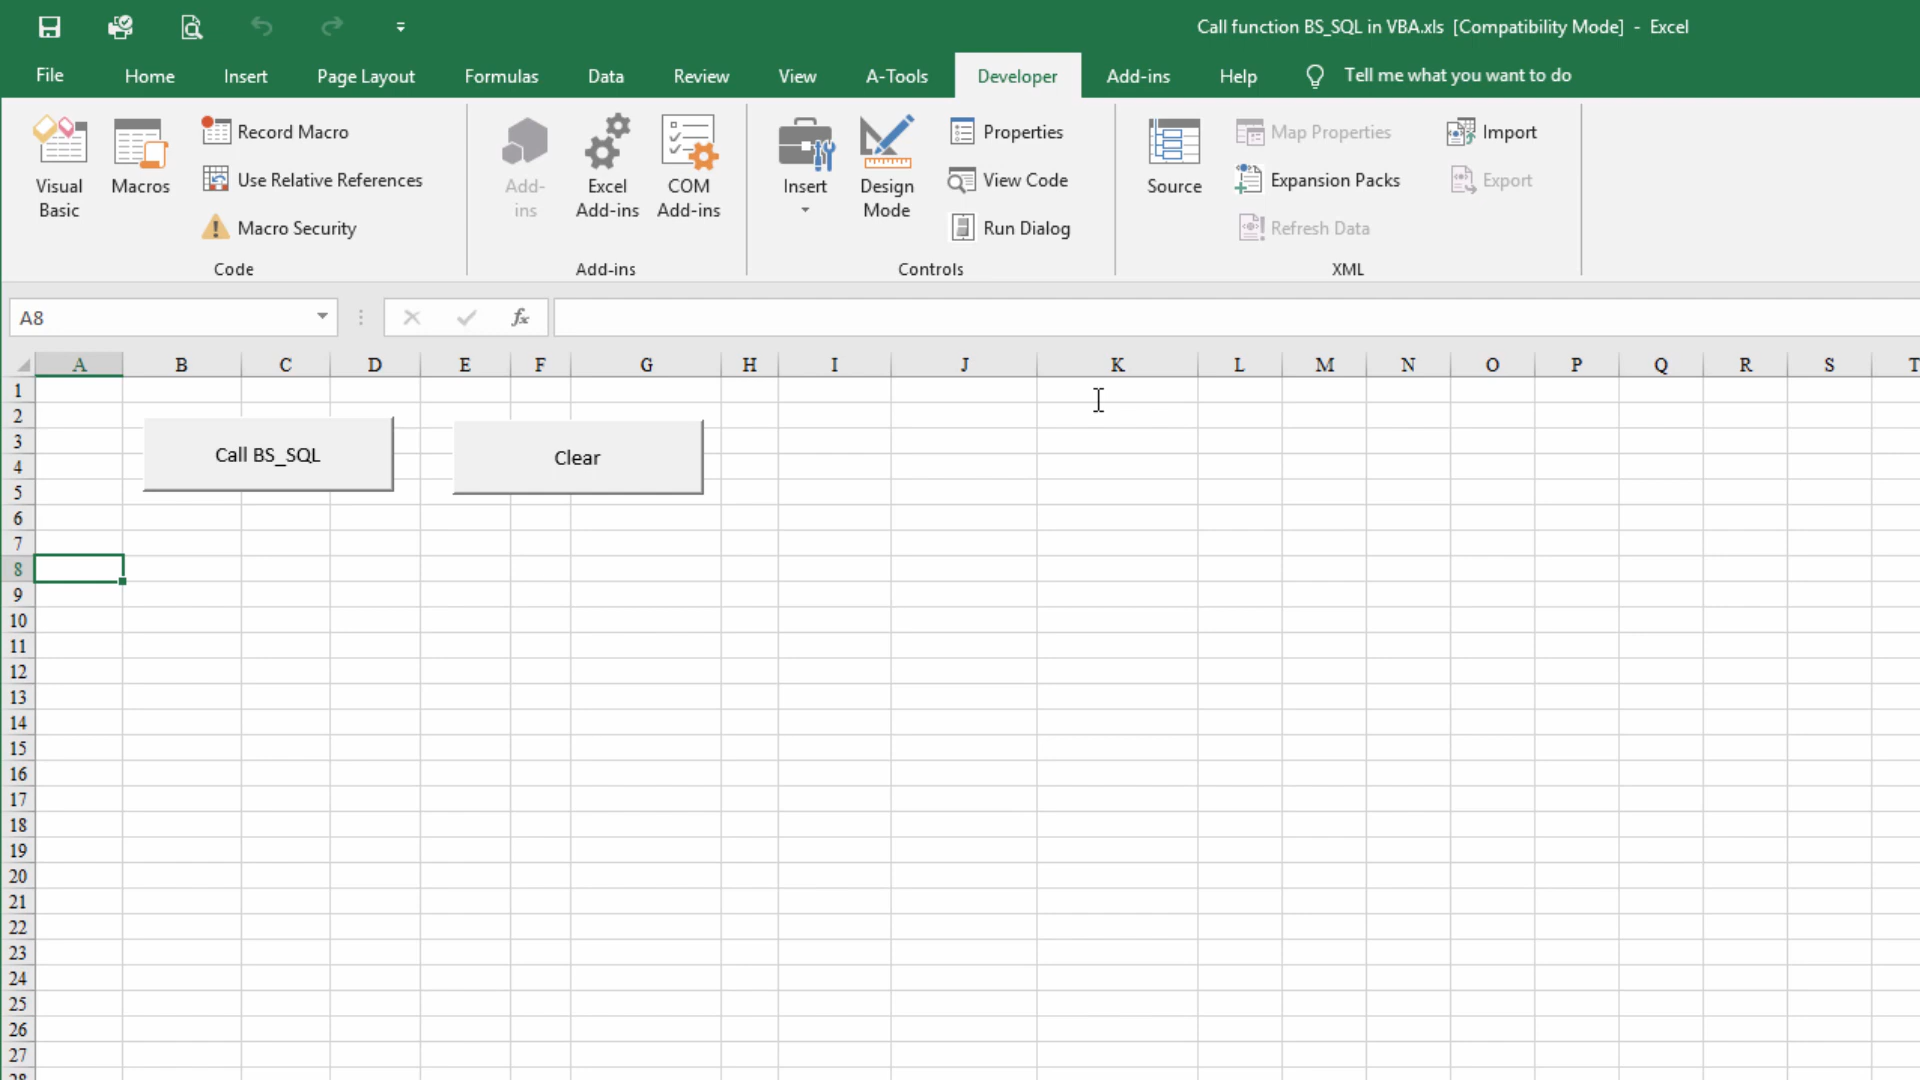 Call function BS_SQL in VBA.xls [Compatibility Mode] - Excel
File Home Insert Page Layout Formulas Data Review View A-Tools Developer Add-ins Help Tell me what you want to do
Visual Basic
Macros
Record Macro
Use Relative References
Macro Security
Code
Add-ins
Excel Add-ins
COM Add-ins
Add-ins
Insert
Design Mode
Properties
View Code
Run Dialog
Controls
Source
Map Properties
Expansion Packs
Refresh Data
Import
Export
XML
A8
fx
A B C D E F G H I J K L M N O P Q R S T
1
2
3
4
5
Call BS_SQL
Clear
6
7
8
9
10
11
12
13
14
15
16
17
18
19
20
21
22
23
24
25
26
27
28